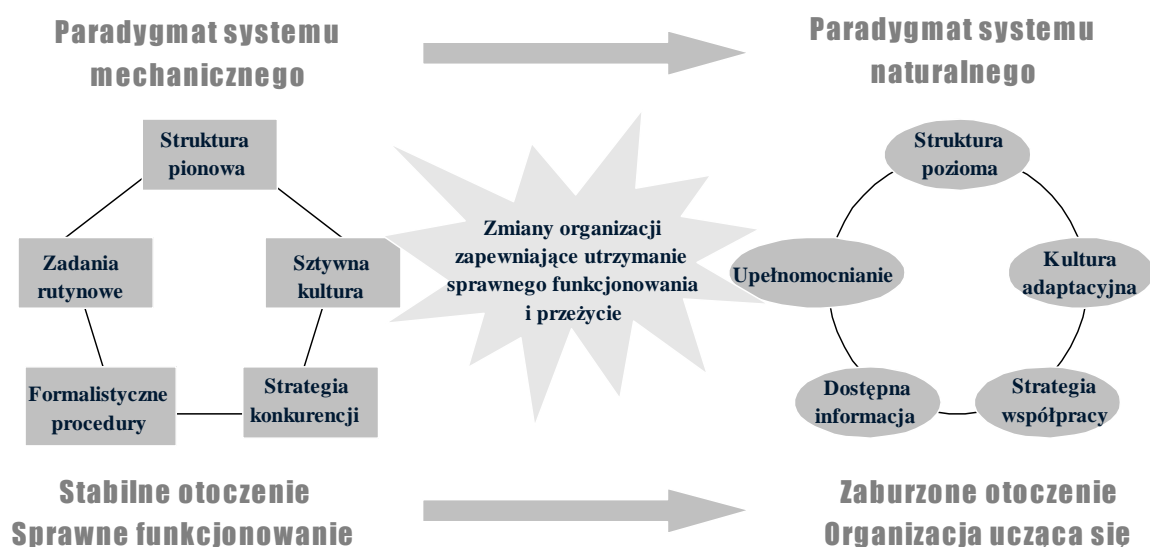 Paradygmat systemu
mechanicznego
Paradygmat systemu
naturalnego
Struktura
pionowa
Zadania
rutynowe
Sztywna
kultura
Formalistyczne
procedury
Strategia
konkurencji
Zmiany organizacji
zapewniające utrzymanie
sprawnego funkcjonowania
i przeżycie
Struktura
pozioma
Upełnomocnianie
Kultura
adaptacyjna
Dostępna
informacja
Strategia
współpracy
Stabilne otoczenie
Sprawne funkcjonowanie
Zaburzone otoczenie
Organizacja ucząca się